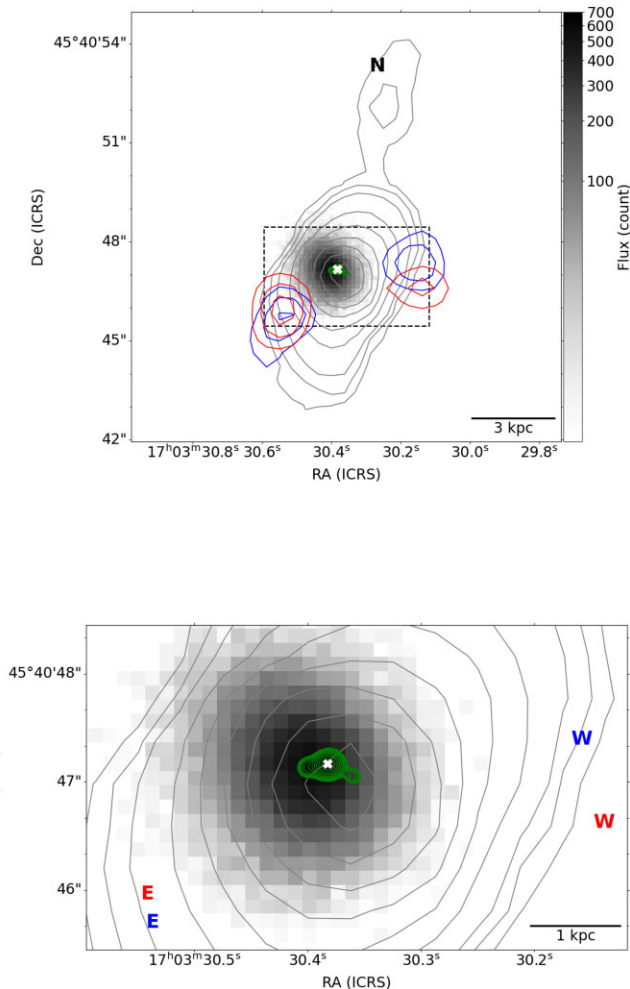 45°40'54"
51"
48"
45"
42"
Dec (ICRS)
N
3 kpc
17ʰ03ᵐ30.8ˢ 30.6ˢ 30.4ˢ 30.2ˢ 30.0ˢ 29.8ˢ
RA (ICRS)
700
600
500
400
300
200
100
Flux (count)
45°40'48"
47"
46"
W
W
E
E
1 kpc
17ʰ03ᵐ30.5ˢ 30.4ˢ 30.3ˢ 30.2ˢ
RA (ICRS)